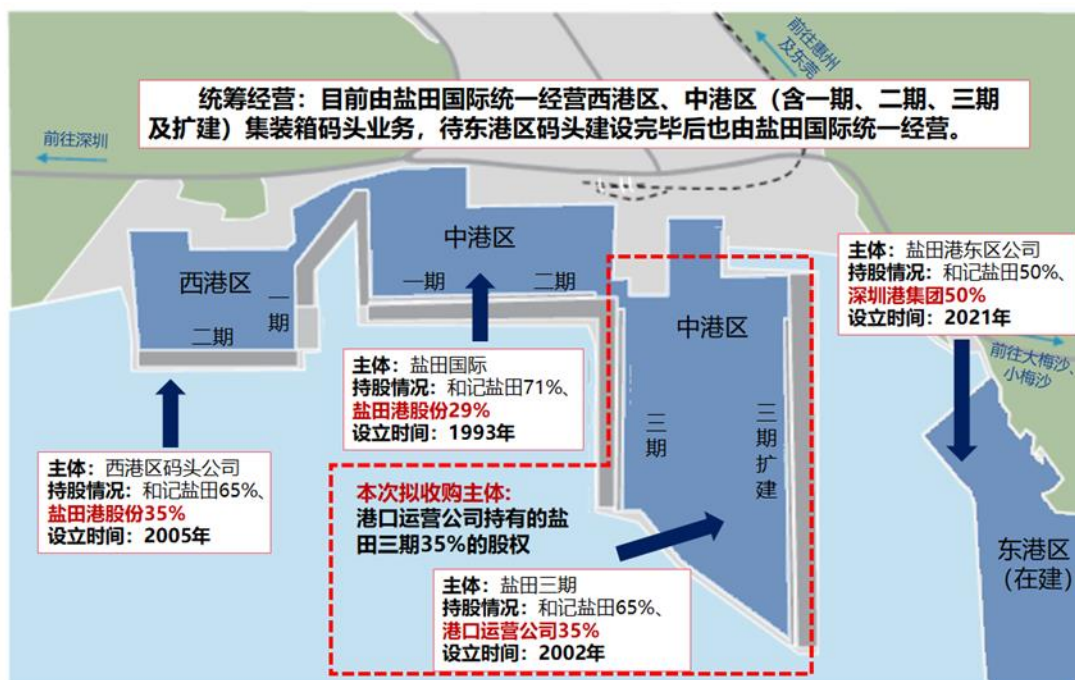 前往惠州
及东莞
统筹经营：目前由盐田国际统一经营西港区、中港区（含一期、二期、三期
及扩建）集装箱码头业务，待东港区码头建设完毕后也由盐田国际统一经营。
前往深圳
西港区
一期
二期
中港区
一期
二期
中港区
三期
三期扩建
主体：盐田港东区公司
持股情况：和记盐田50%、
深圳港集团50%
设立时间：2021年
前往大梅沙、
小梅沙
主体：盐田国际
持股情况：和记盐田71%、
盐田港股份29%
设立时间：1993年
主体：西港区码头公司
持股情况：和记盐田65%、
盐田港股份35%
设立时间：2005年
本次拟收购主体:
港口运营公司持有的盐
田三期35%的股权
主体：盐田三期
持股情况：和记盐田65%、
港口运营公司35%
设立时间：2002年
东港区
（在建）